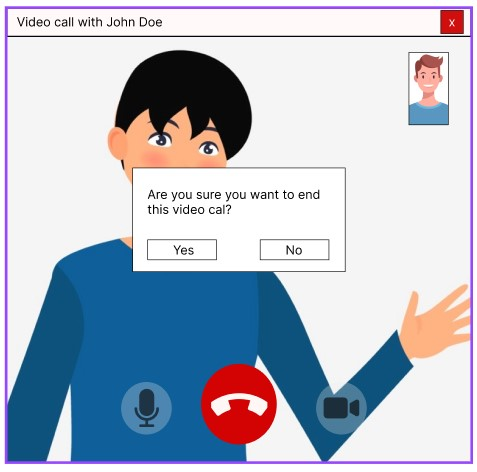 Video call with John Doe
x
Are you sure you want to end
this video cal?
Yes
No